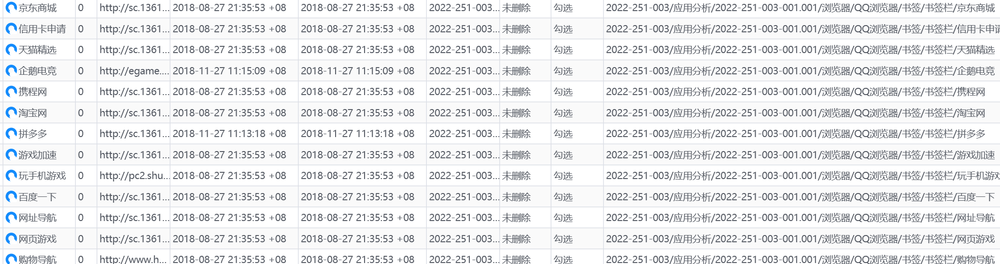 京东商城 0 http://sc.1361... 2018-08-27 21:35:53 +08 2018-08-27 21:35:53 +08 2022-251-003... 未删除 勾选 2022-251-003/应用分析/2022-251-003-001.001/浏览器/QQ浏览器/书签/书签栏/京东商城
信用卡申请 0 http://sc.1361... 2018-08-27 21:35:53 +08 2018-08-27 21:35:53 +08 2022-251-003... 未删除 勾选 2022-251-003/应用分析/2022-251-003-001.001/浏览器/QQ浏览器/书签/书签栏/信用卡申请
天猫精选 0 http://sc.1361... 2018-08-27 21:35:53 +08 2018-08-27 21:35:53 +08 2022-251-003... 未删除 勾选 2022-251-003/应用分析/2022-251-003-001.001/浏览器/QQ浏览器/书签/书签栏/天猫精选
企鹅电竞 0 http://egame.... 2018-11-27 11:15:09 +08 2018-11-27 11:15:09 +08 2022-251-003... 未删除 勾选 2022-251-003/应用分析/2022-251-003-001.001/浏览器/QQ浏览器/书签/书签栏/企鹅电竞
携程网 0 http://sc.1361... 2018-08-27 21:35:53 +08 2018-08-27 21:35:53 +08 2022-251-003... 未删除 勾选 2022-251-003/应用分析/2022-251-003-001.001/浏览器/QQ浏览器/书签/书签栏/携程网
淘宝网 0 http://sc.1361... 2018-08-27 21:35:53 +08 2018-08-27 21:35:53 +08 2022-251-003... 未删除 勾选 2022-251-003/应用分析/2022-251-003-001.001/浏览器/QQ浏览器/书签/书签栏/淘宝网
拼多多 0 http://sc.1361... 2018-11-27 11:13:18 +08 2018-11-27 11:13:18 +08 2022-251-003... 未删除 勾选 2022-251-003/应用分析/2022-251-003-001.001/浏览器/QQ浏览器/书签/书签栏/拼多多
游戏加速 0 http://sc.1361... 2018-08-27 21:35:53 +08 2018-08-27 21:35:53 +08 2022-251-003... 未删除 勾选 2022-251-003/应用分析/2022-251-003-001.001/浏览器/QQ浏览器/书签/书签栏/游戏加速
玩手机游戏 0 http://pc2.shu... 2018-08-27 21:35:53 +08 2018-08-27 21:35:53 +08 2022-251-003... 未删除 勾选 2022-251-003/应用分析/2022-251-003-001.001/浏览器/QQ浏览器/书签/书签栏/玩手机游戏
百度一下 0 http://sc.1361... 2018-08-27 21:35:53 +08 2018-08-27 21:35:53 +08 2022-251-003... 未删除 勾选 2022-251-003/应用分析/2022-251-003-001.001/浏览器/QQ浏览器/书签/书签栏/百度一下
网址导航 0 http://sc.1361... 2018-08-27 21:35:53 +08 2018-08-27 21:35:53 +08 2022-251-003... 未删除 勾选 2022-251-003/应用分析/2022-251-003-001.001/浏览器/QQ浏览器/书签/书签栏/网址导航
网页游戏 0 http://sc.1361... 2018-08-27 21:35:53 +08 2018-08-27 21:35:53 +08 2022-251-003... 未删除 勾选 2022-251-003/应用分析/2022-251-003-001.001/浏览器/QQ浏览器/书签/书签栏/网页游戏
购物导航 0 http://www.h... 2018-08-27 21:35:53 +08 2018-08-27 21:35:53 +08 2022-251-003... 未删除 勾选 2022-251-003/应用分析/2022-251-003-001.001/浏览器/QQ浏览器/书签/书签栏/购物导航